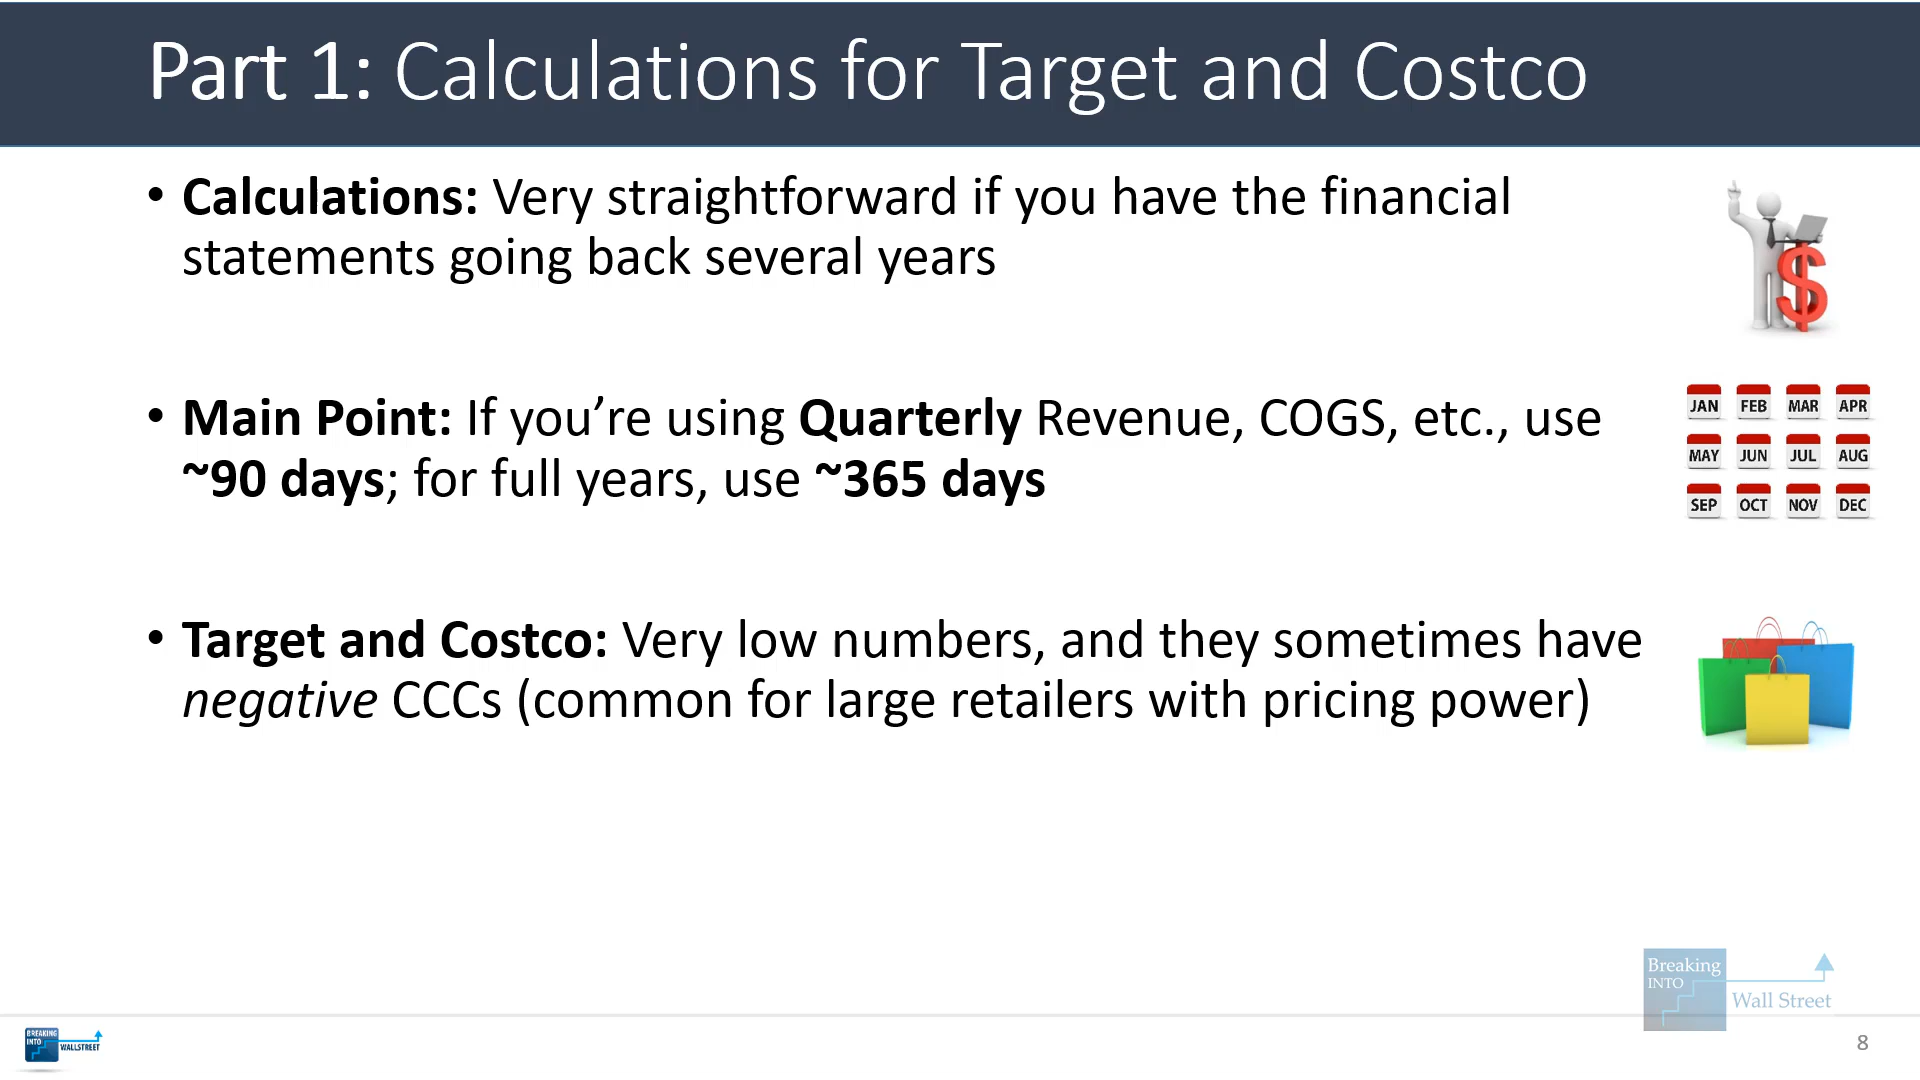 Part 1: Calculations for Target and Costco
• Calculations: Very straightforward if you have the financial
statements going back several years
• Main Point: If you’re using Quarterly Revenue, COGS, etc., use
~90 days; for full years, use ~365 days
JAN FEB MAR APR
MAY JUN JUL AUG
SEP OCT NOV DEC
• Target and Costco: Very low numbers, and they sometimes have
negative CCCs (common for large retailers with pricing power)
Breaking
INTO
Wall Street
BREAKING
INTO
WALLSTREET
8